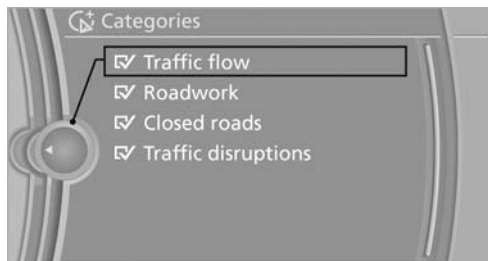 Categories
Traffic flow
Roadwork
Closed roads
Traffic disruptions